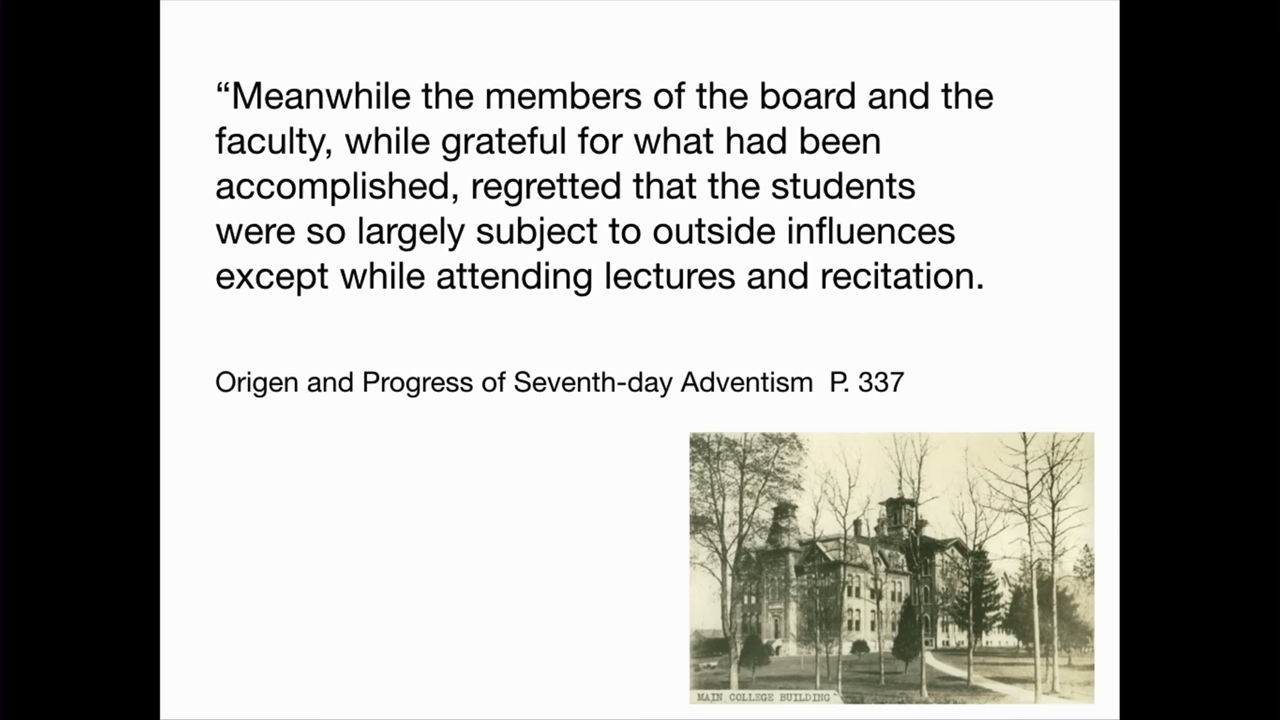 “Meanwhile the members of the board and the
faculty, while grateful for what had been
accomplished, regretted that the students
were so largely subject to outside influences
except while attending lectures and recitation.
Origen and Progress of Seventh-day Adventism P. 337
MAIN COLLEGE BUILDING